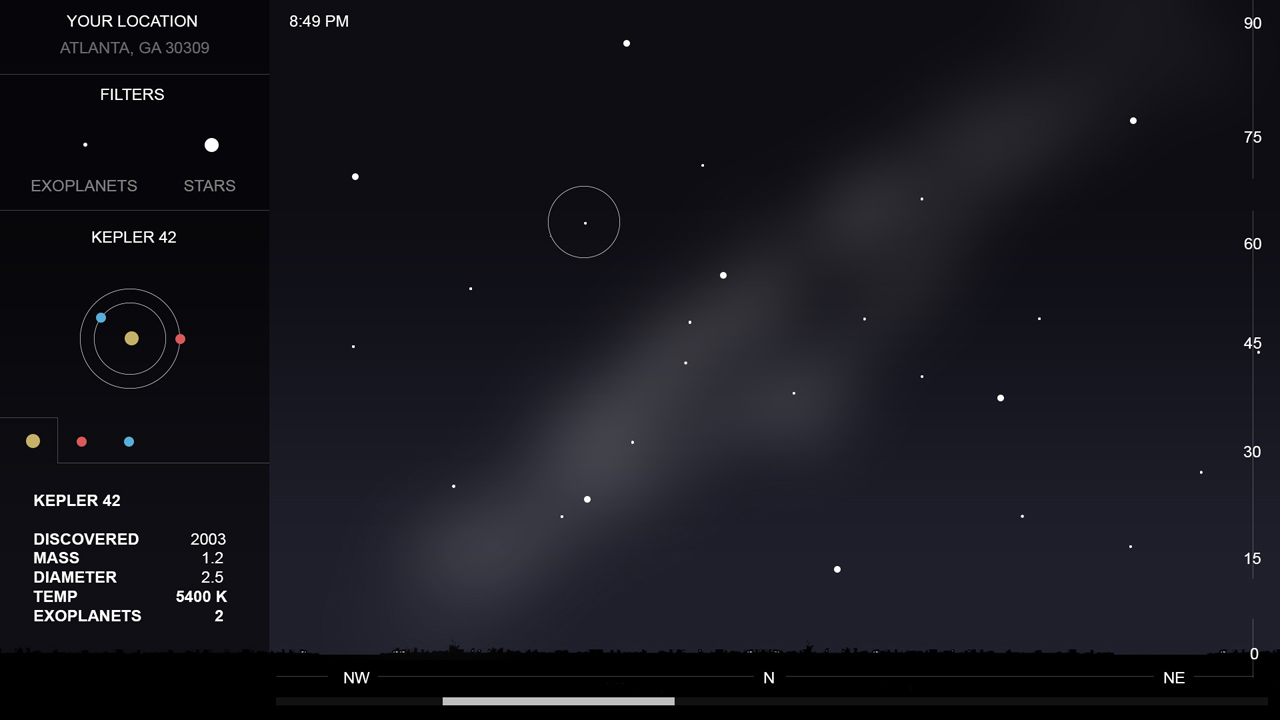 YOUR LOCATION
ATLANTA, GA 30309
FILTERS
EXOPLANETS STARS
KEPLER 42
KEPLER 42
DISCOVERED 2003
MASS 1.2
DIAMETER 2.5
TEMP 5400 K
EXOPLANETS 2
8:49 PM
90
75
60
45
30
15
0
NW N NE